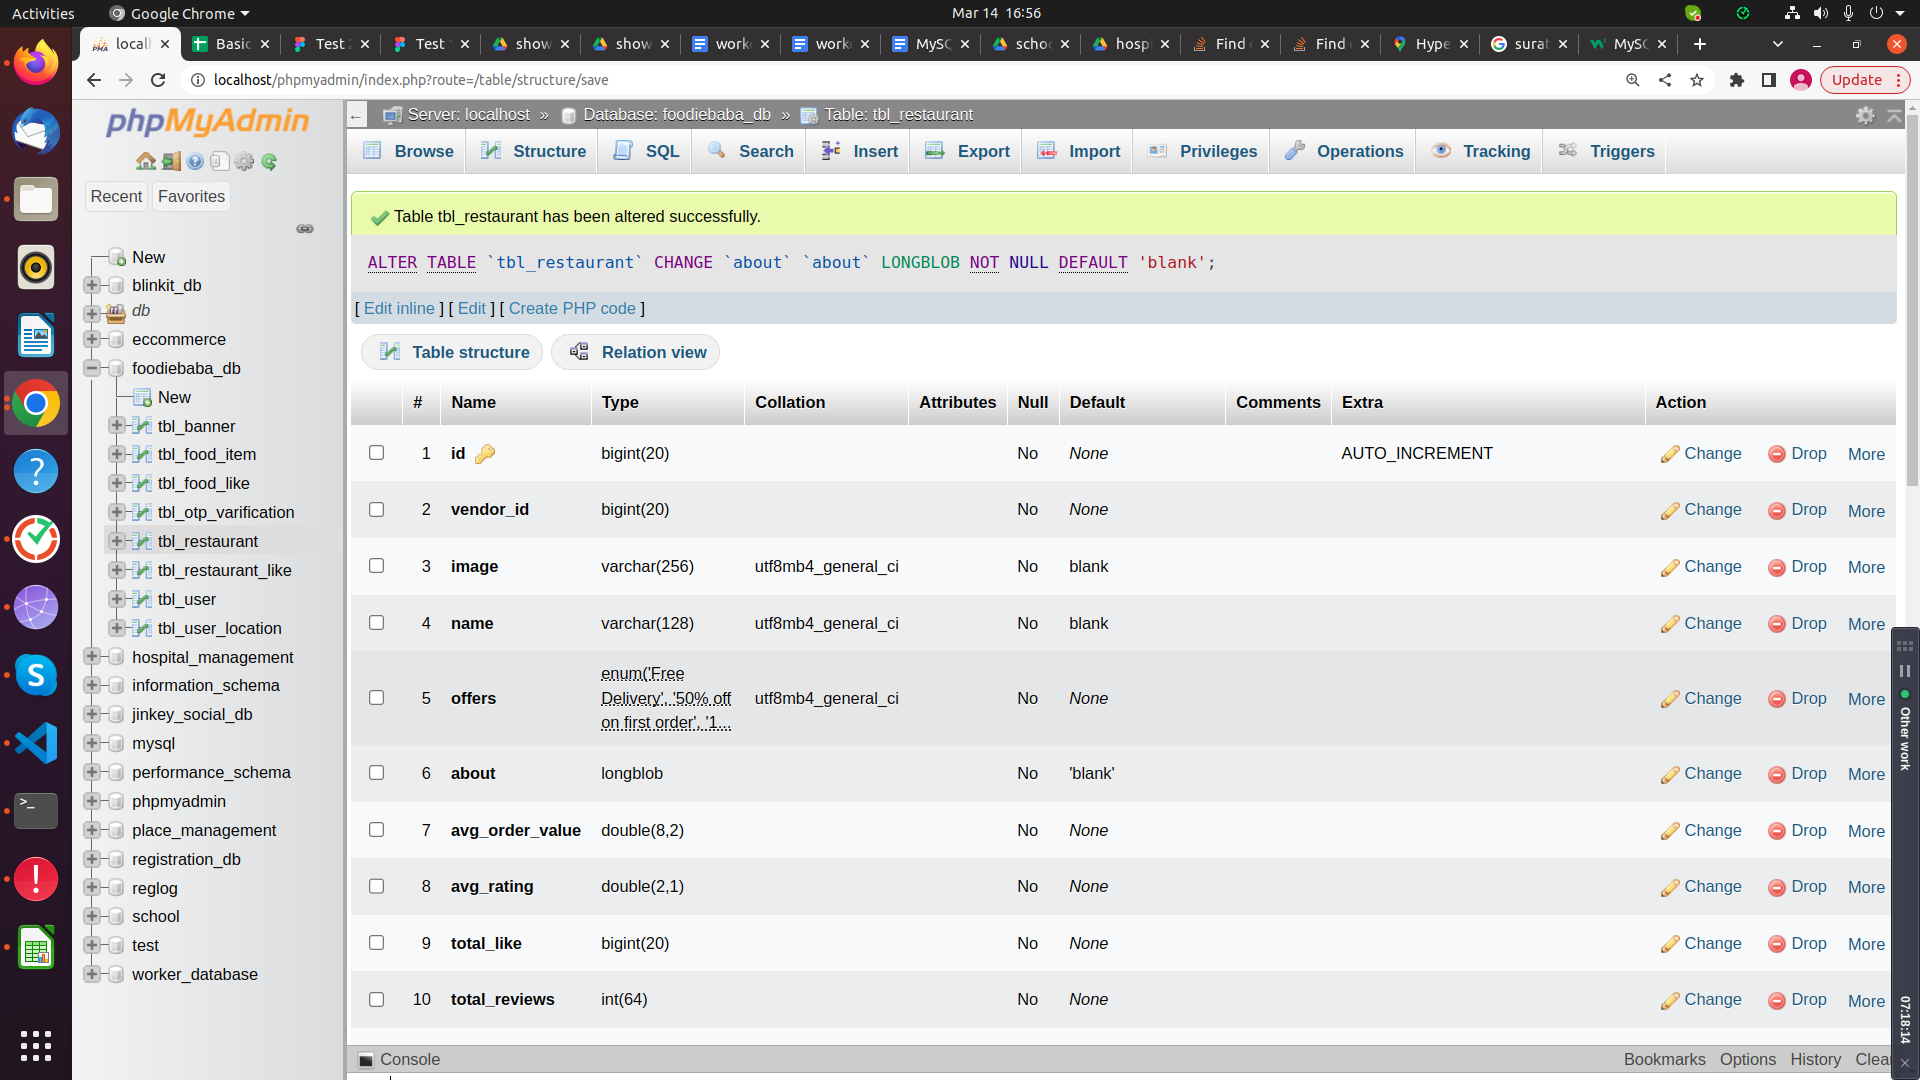 Activities
Google Chrome
Mar 14 16:56
local
Basic
Test 2
Test 1
show
show
work
work
MySQ
scho
hosp
Find
Find
Hype
surat
MySQ
localhost/phpmyadmin/index.php?route=/table/structure/save
Update
phpMyAdmin
Recent
Favorites
New
blinkit_db
db
eccommerce
foodiebaba_db
New
tbl_banner
tbl_food_item
tbl_food_like
tbl_otp_varification
tbl_restaurant
tbl_restaurant_like
tbl_user
tbl_user_location
hospital_management
information_schema
jinkey_social_db
mysql
performance_schema
phpmyadmin
place_management
registration_db
reglog
school
test
worker_database
Server: localhost » Database: foodiebaba_db » Table: tbl_restaurant
Browse
Structure
SQL
Search
Insert
Export
Import
Privileges
Operations
Tracking
Triggers
Table tbl_restaurant has been altered successfully.
ALTER TABLE `tbl_restaurant` CHANGE `about` `about` LONGBLOB NOT NULL DEFAULT 'blank';
[ Edit inline ] [ Edit ] [ Create PHP code ]
Table structure
Relation view
# Name Type Collation Attributes Null Default Comments Extra Action
1 id bigint(20) No None AUTO_INCREMENT Change Drop More
2 vendor_id bigint(20) No None Change Drop More
3 image varchar(256) utf8mb4_general_ci No blank Change Drop More
4 name varchar(128) utf8mb4_general_ci No blank Change Drop More
5 offers enum('Free
Delivery', '50% off
on first order', '1...
utf8mb4_general_ci No None Change Drop More
6 about longblob No 'blank' Change Drop More
7 avg_order_value double(8,2) No None Change Drop More
8 avg_rating double(2,1) No None Change Drop More
9 total_like bigint(20) No None Change Drop More
10 total_reviews int(64) No None Change Drop More
Console
Bookmarks Options History Clear
Other work
07:18:14